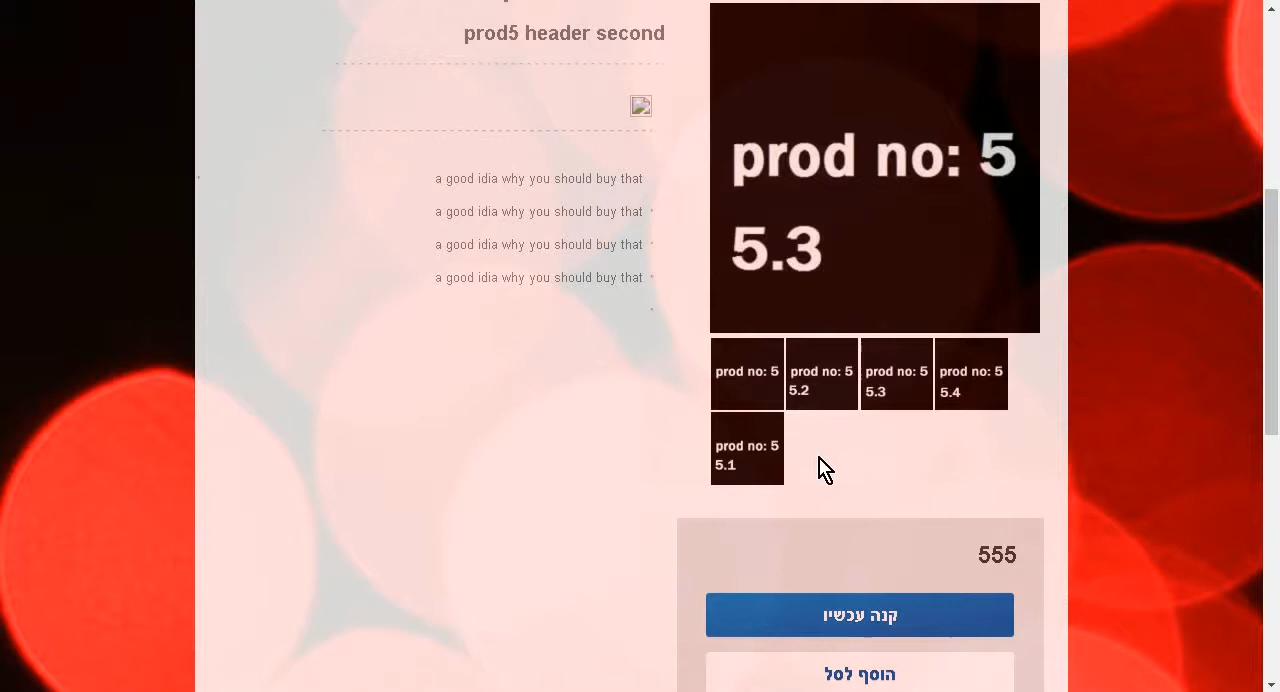 prod5 header second
a good idia why you should buy that
a good idia why you should buy that
a good idia why you should buy that
a good idia why you should buy that
prod no: 5
5.3
prod no: 5
prod no: 5
5.2
prod no: 5
5.3
prod no: 5
5.4
prod no: 5
5.1
555
קנה עכשיו
הוסף לסל